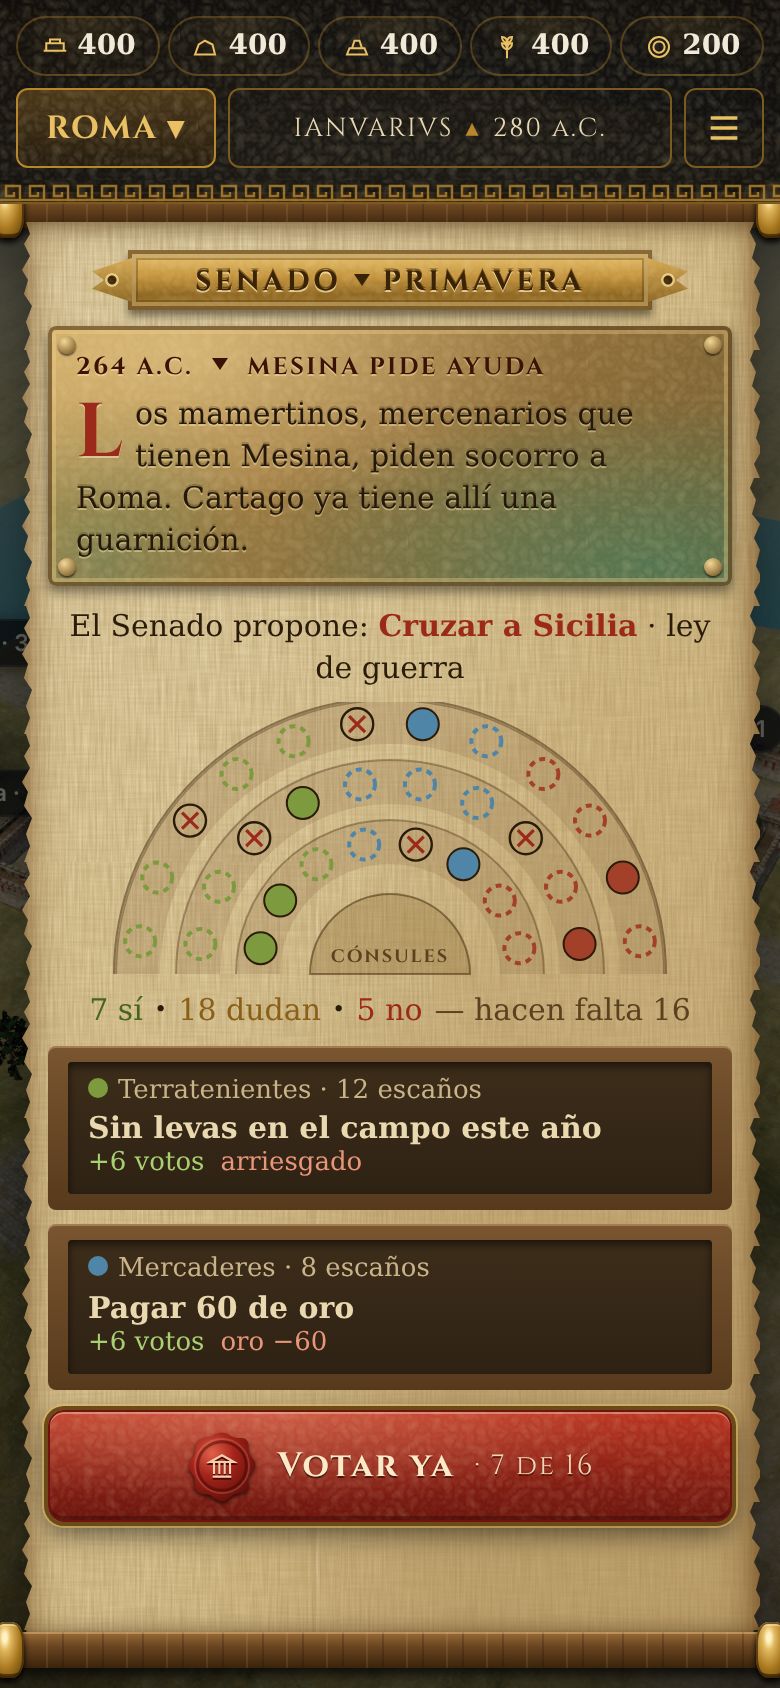 400 400 400 400 200
ROMA ▼ IANVARIVS ▲ 280 A.C.
SENADO ▼ PRIMAVERA
264 A.C. ▼ MESINA PIDE AYUDA
Los mamertinos, mercenarios que
tienen Mesina, piden socorro a
Roma. Cartago ya tiene allí una
guarnición.
El Senado propone: Cruzar a Sicilia · ley
de guerra
CÓNSULES
7 sí • 18 dudan • 5 no — hacen falta 16
Terratenientes · 12 escaños
Sin levas en el campo este año
+6 votos arriesgado
Mercaderes · 8 escaños
Pagar 60 de oro
+6 votos oro −60
VOTAR YA · 7 DE 16